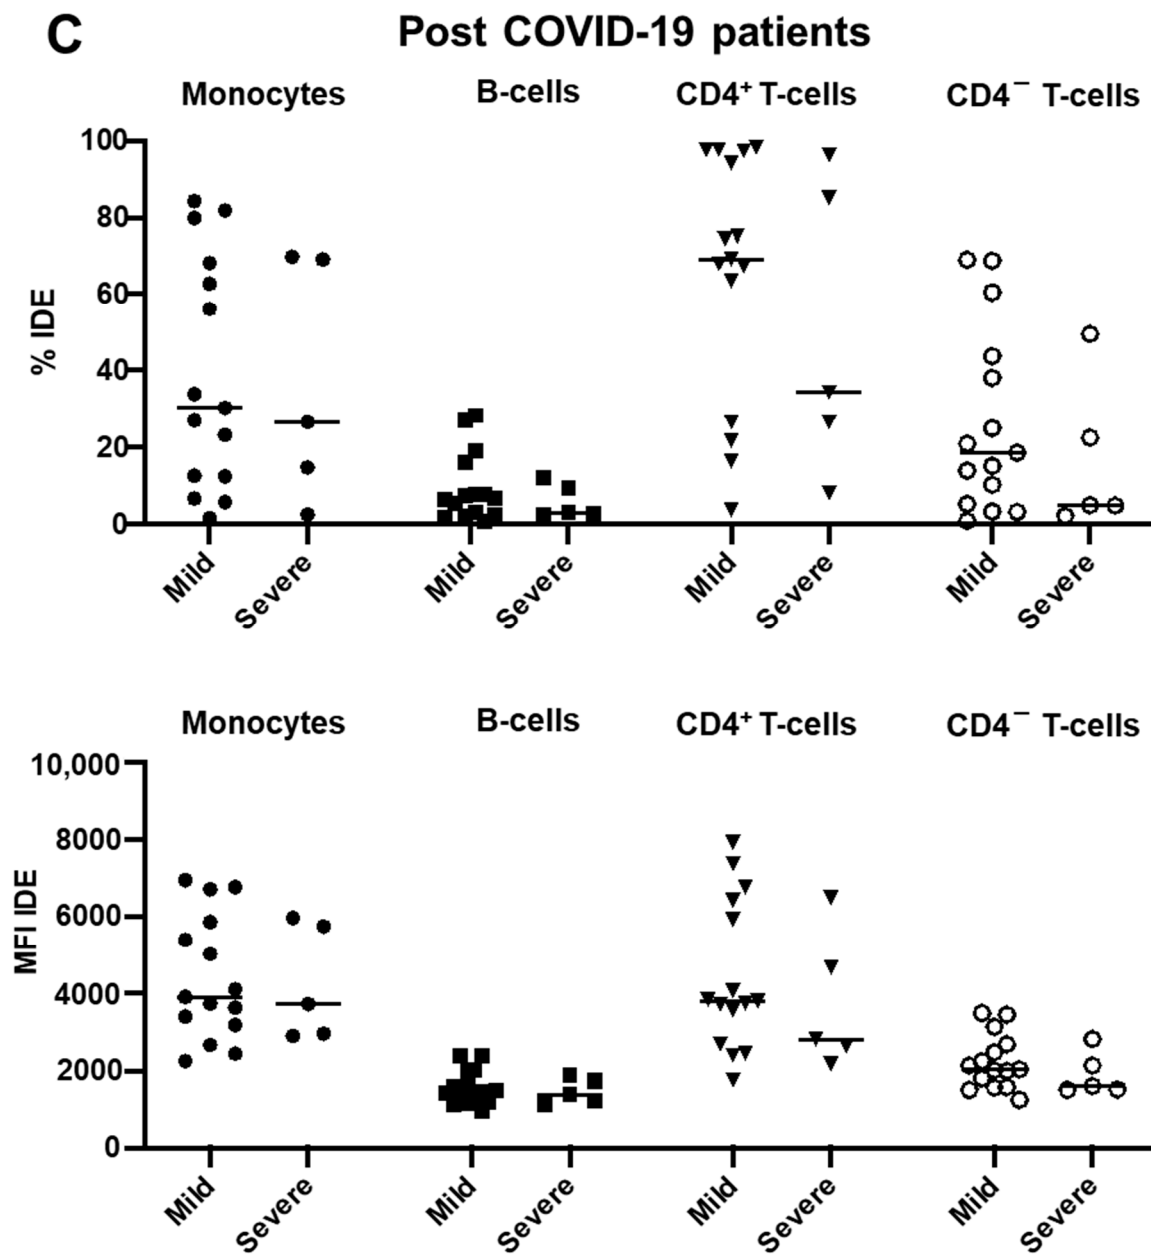 C Post COVID-19 patients
Monocytes B-cells CD4⁺ T-cells CD4⁻ T-cells
100
80
60
40
20
0
% IDE
Mild Severe Mild Severe Mild Severe Mild Severe
Monocytes B-cells CD4⁺ T-cells CD4⁻ T-cells
10,000
8000
6000
4000
2000
0
MFI IDE
Mild Severe Mild Severe Mild Severe Mild Severe